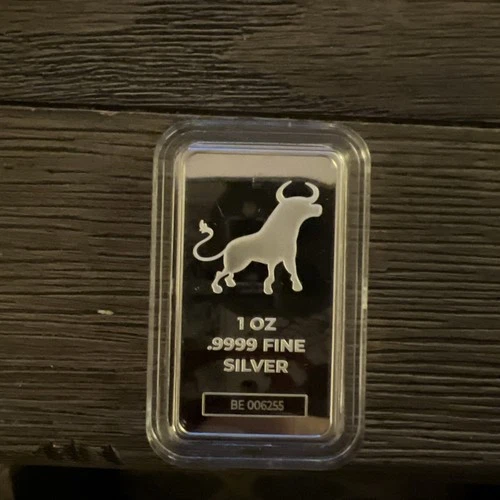 1 OZ
.9999 FINE
SILVER
BE 006255